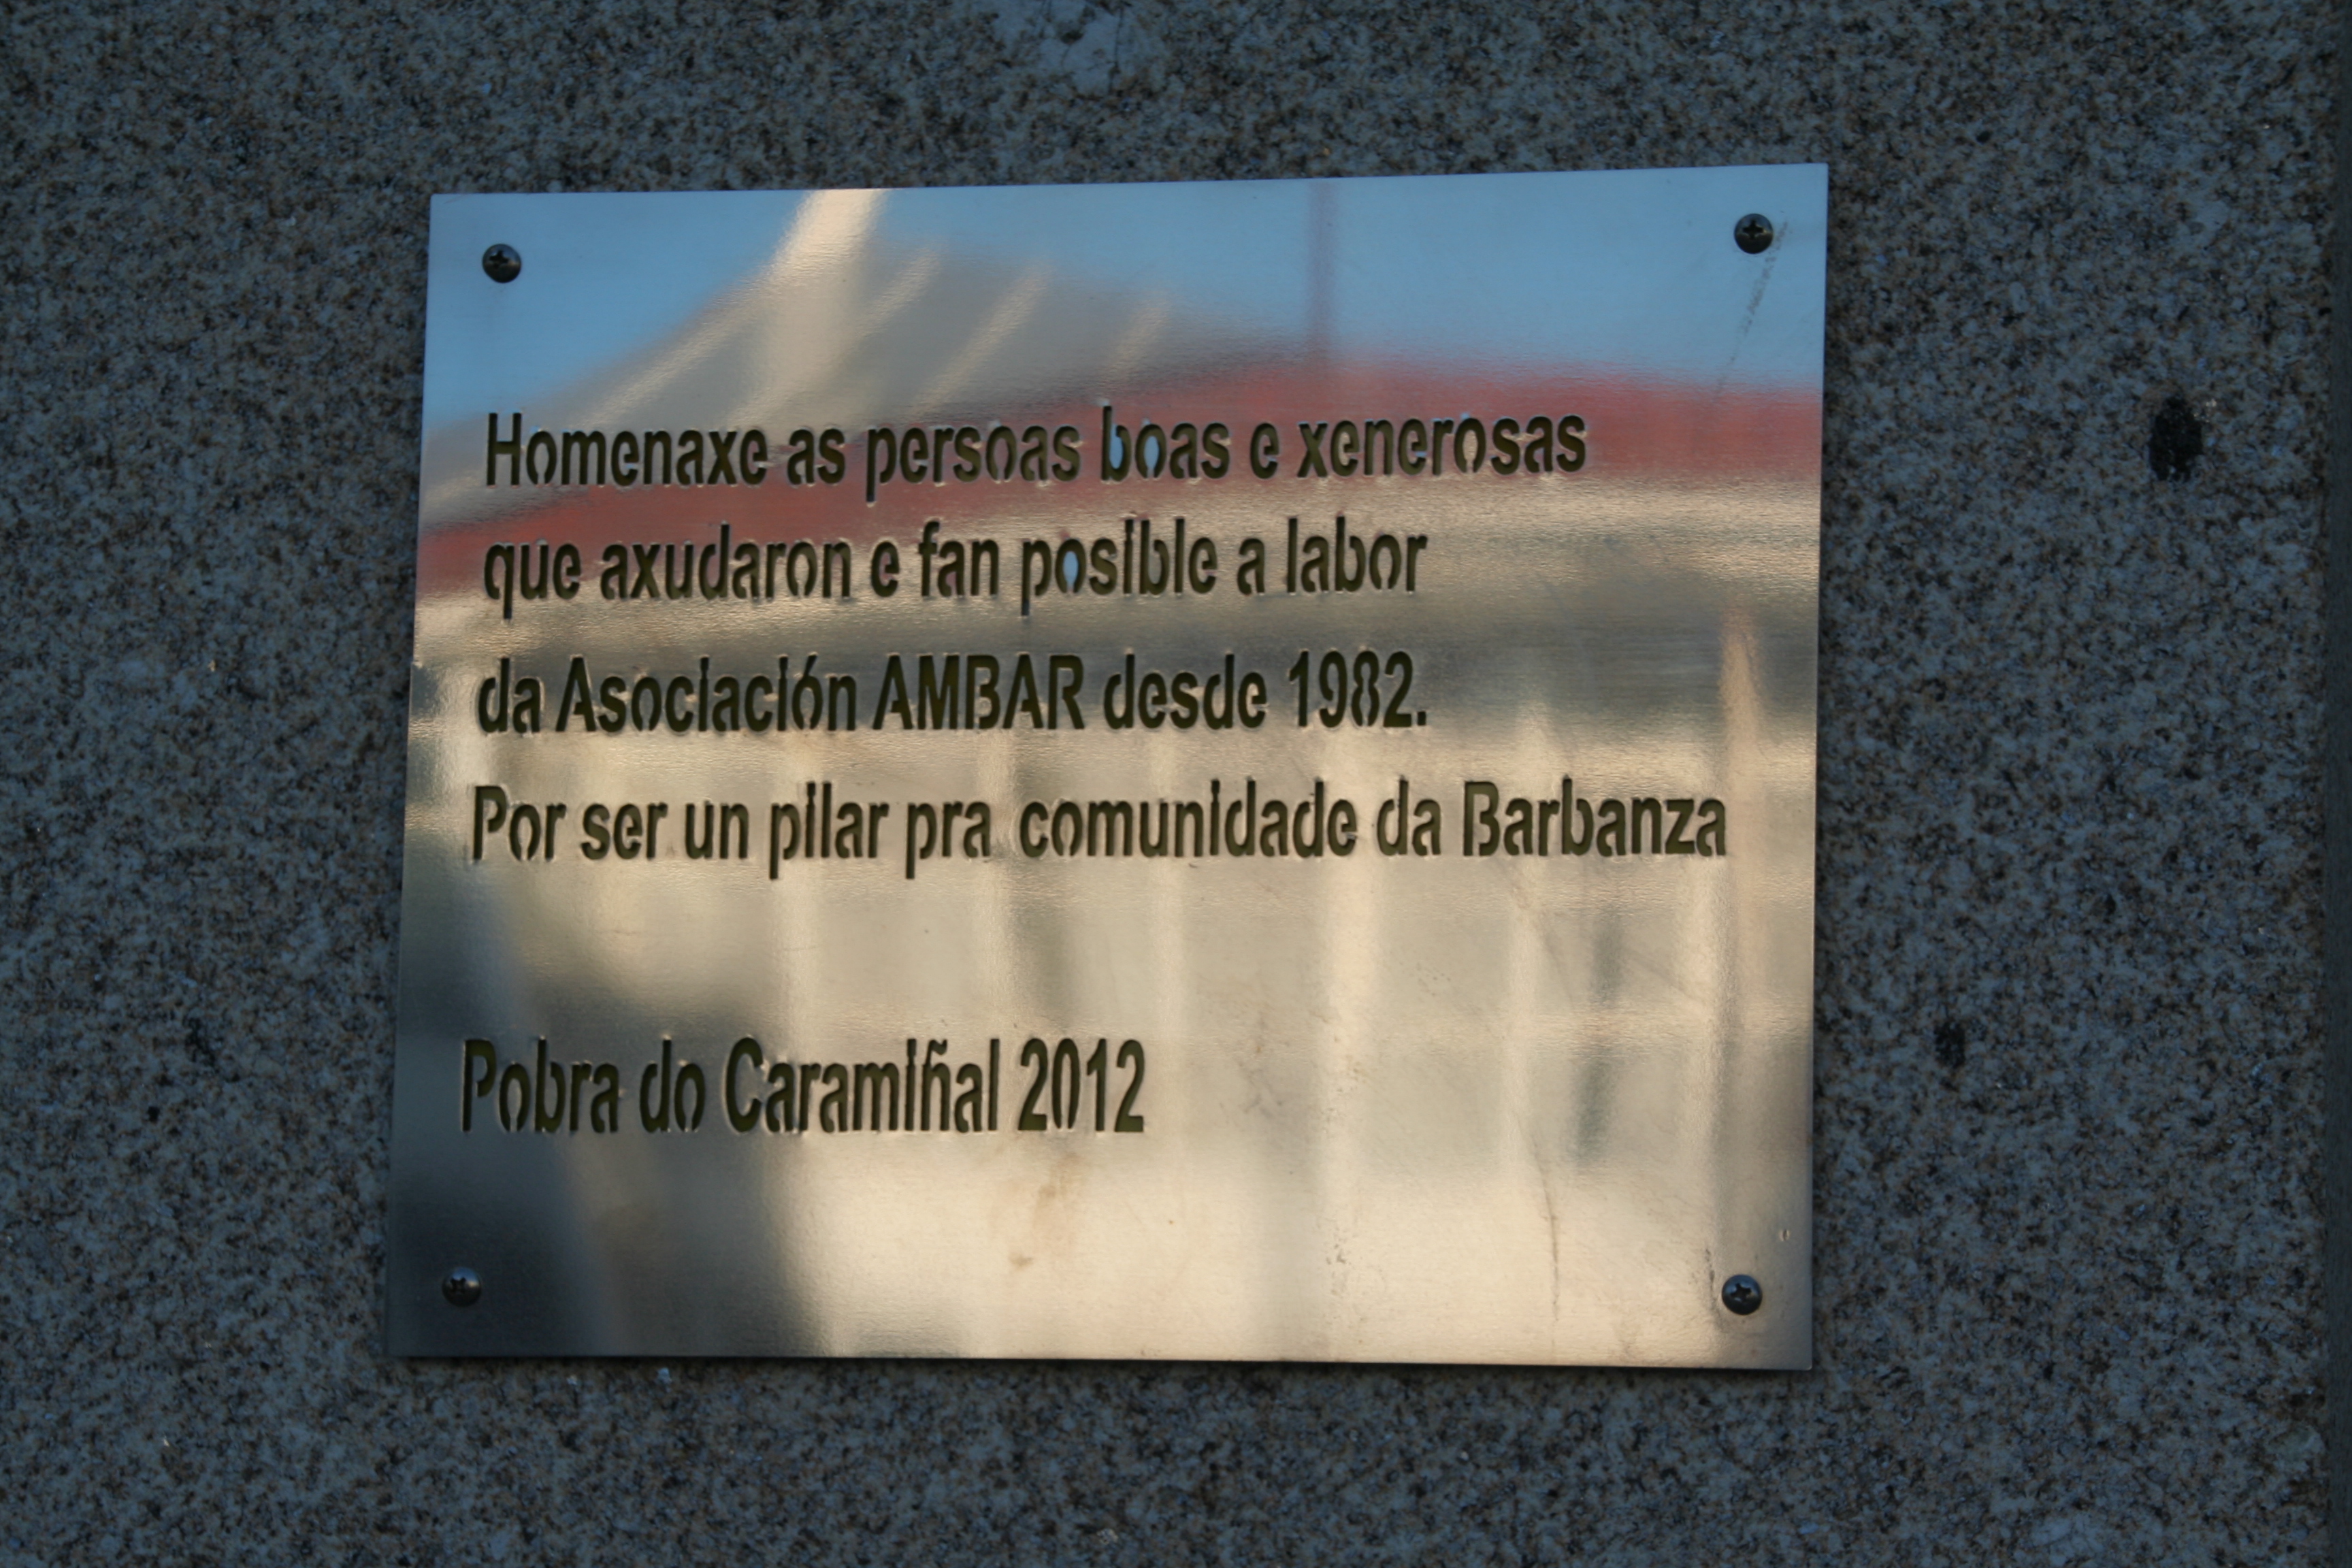 Homenaxe as persoas boas e xenerosas
que axudaron e fan posible a labor
da Asociación AMBAR desde 1982.
Por ser un pilar pra comunidade da Barbanza
Pobra do Caramiñal 2012